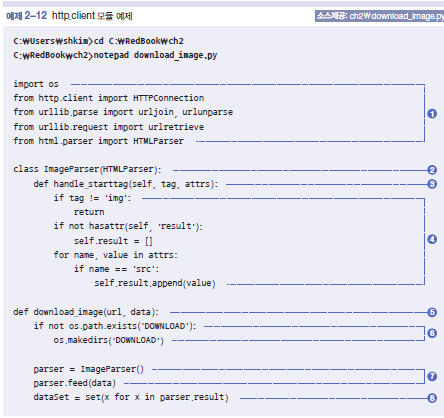 예제 2-12 http.client 모듈 예제
소스제공: ch2₩download_image.py
C:₩Users₩shkim>cd C:₩RedBook₩ch2
C:₩RedBook₩ch2>notepad download_image.py
import os
from http.client import HTTPConnection
from urllib.parse import urljoin, urlunparse
from urllib.request import urlretrieve
from html.parser import HTMLParser
❶
class ImageParser(HTMLParser): ❷
def handle_starttag(self, tag, attrs): ❸
if tag != 'img':
return
if not hasattr(self, 'result'):
self.result = []
❹
for name, value in attrs:
if name == 'src':
self.result.append(value)
def download_image(url, data): ❺
if not os.path.exists('DOWNLOAD'):
os.makedirs('DOWNLOAD')
❻
parser = ImageParser()
parser.feed(data)
❼
dataSet = set(x for x in parser.result) ❽